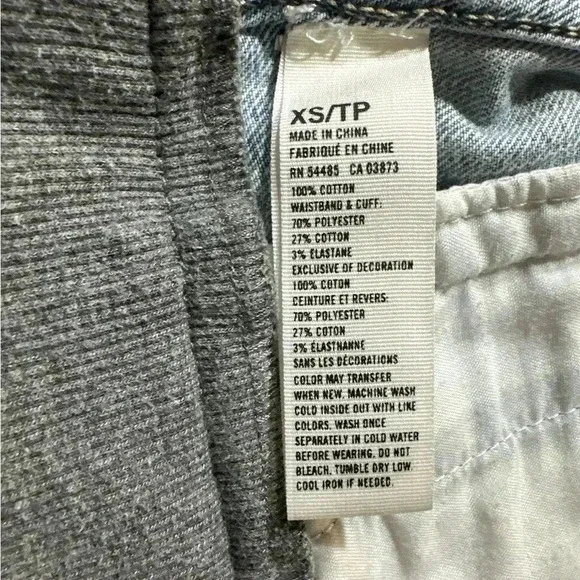 XS/TP
MADE IN CHINA
FABRIQUÉ EN CHINE
RN 54485 CA 03873
100% COTTON
WAISTBAND & CUFF:
70% POLYESTER
27% COTTON
3% ELASTANE
EXCLUSIVE OF DECORATION
100% COTON
CEINTURE ET REVERS:
70% POLYESTER
27% COTON
3% ÉLASTHANNE
SANS LES DÉCORATIONS
COLOR MAY TRANSFER
WHEN NEW. MACHINE WASH
COLD INSIDE OUT WITH LIKE
COLORS. WASH ONCE
SEPARATELY IN COLD WATER
BEFORE WEARING. DO NOT
BLEACH. TUMBLE DRY LOW
COOL IRON IF NEEDED.